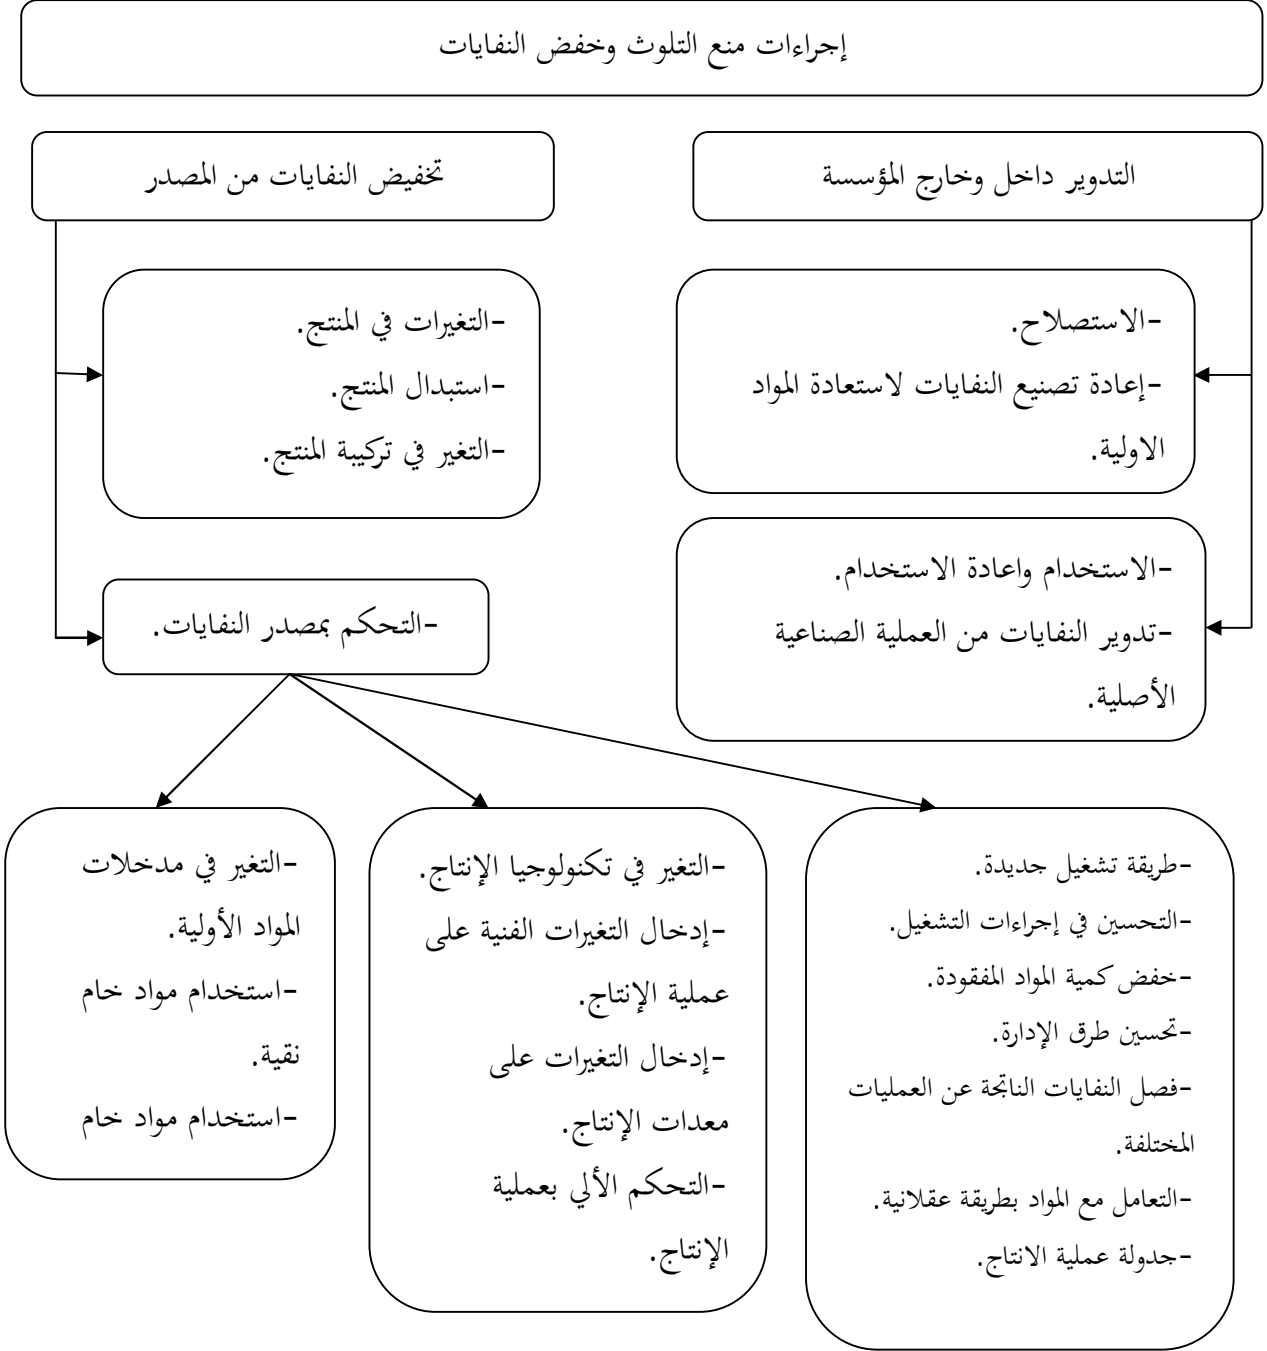 إجراءات منع التلوث وخفض النفايات
التدوير داخل وخارج المؤسسة
تخفيض النفايات من المصدر
-الاستصلاح.
-إعادة تصنيع النفايات لاستعادة المواد
الاولية.
-التغيرات في المنتج.
-استبدال المنتج.
-التغير في تركيبة المنتج.
-الاستخدام واعادة الاستخدام.
-تدوير النفايات من العملية الصناعية
الأصلية.
-التحكم بمصدر النفايات.
-طريقة تشغيل جديدة.
-التحسين في إجراءات التشغيل.
-خفض كمية المواد المفقودة.
-تحسين طرق الإدارة.
-فصل النفايات الناتجة عن العمليات
المختلفة.
-التعامل مع المواد بطريقة عقلانية.
-جدولة عملية الانتاج.
-التغير في تكنولوجيا الإنتاج.
-إدخال التغيرات الفنية على
عملية الإنتاج.
-إدخال التغيرات على
معدات الإنتاج.
-التحكم الألي بعملية
الإنتاج.
-التغير في مدخلات
المواد الأولية.
-استخدام مواد خام
نقية.
-استخدام مواد خام